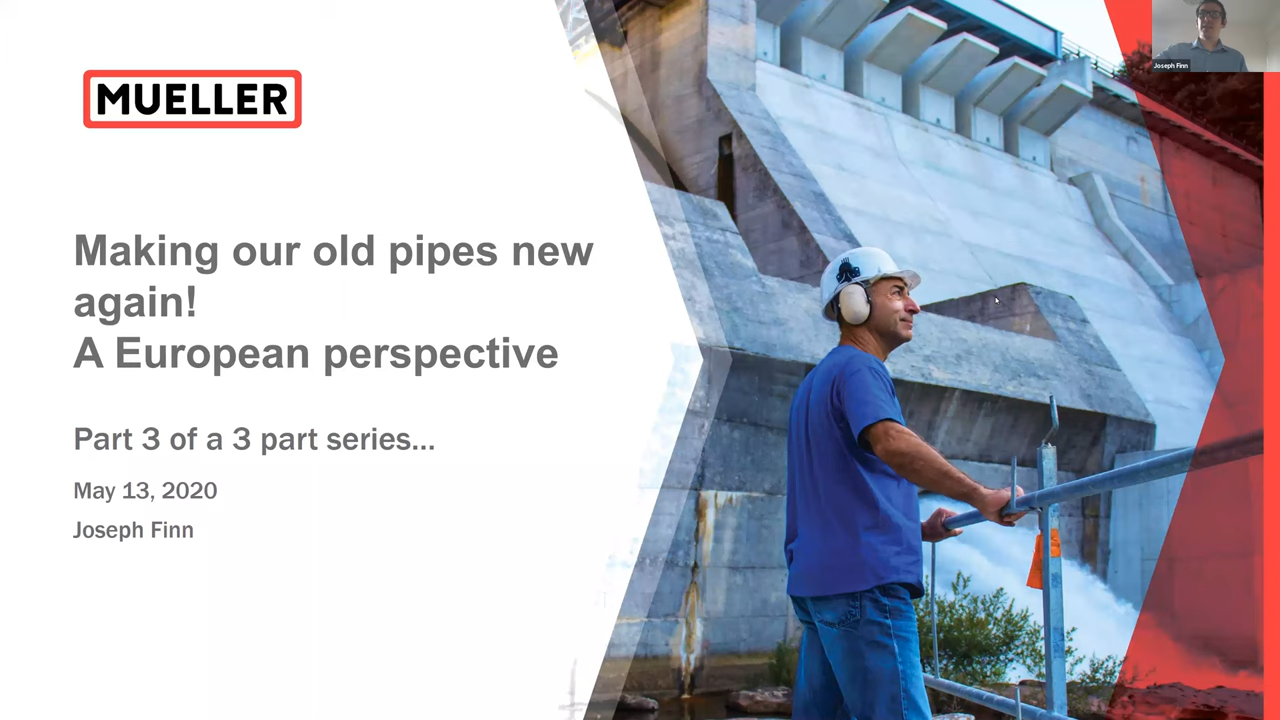 MUELLER
Making our old pipes new
again!
A European perspective
Part 3 of a 3 part series...
May 13, 2020
Joseph Finn
Joseph Finn